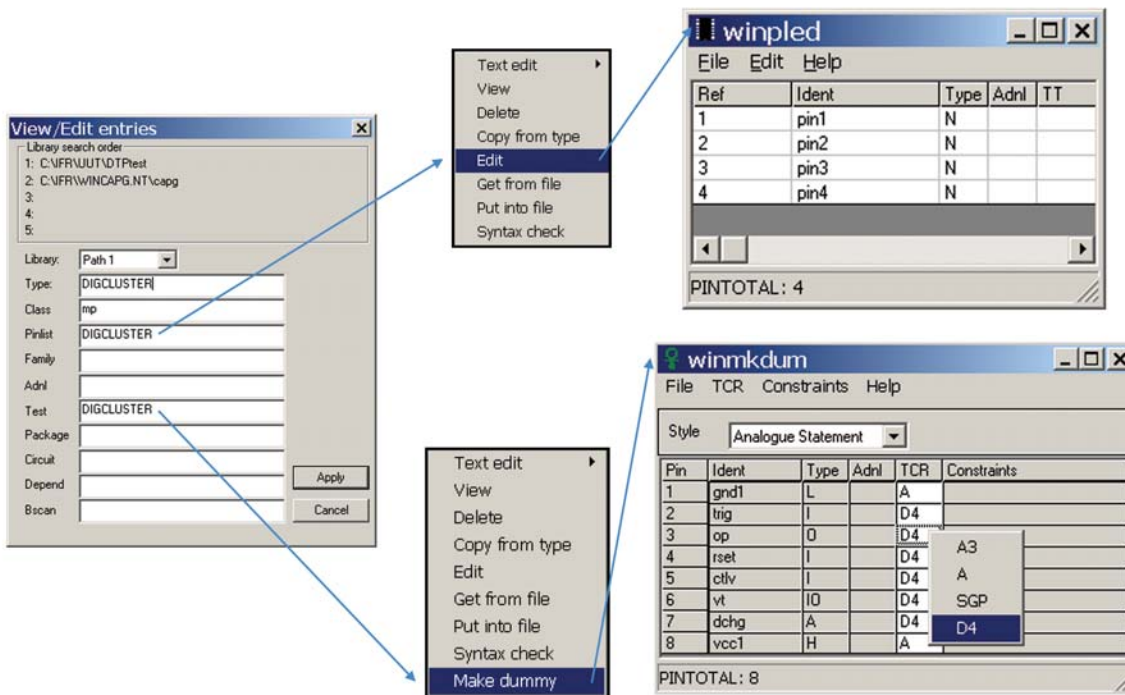 View/Edit entries
Library search order
1: C:\IFR\UUT\DTPtest
2: C:\IFR\WINCAPG.NT\capg
3:
4:
5:
Library: Path 1
Type: DIGCLUSTER
Class mp
Pinlist DIGCLUSTER
Family
Adnl
Test DIGCLUSTER
Package
Circuit
Depend
Bscan
Apply
Cancel
Text edit
View
Delete
Copy from type
Edit
Get from file
Put into file
Syntax check
winpled
File Edit Help
Ref Ident Type Adnl TT
1 pin1 N
2 pin2 N
3 pin3 N
4 pin4 N
PINTOTAL: 4
Text edit
View
Delete
Copy from type
Edit
Get from file
Put into file
Syntax check
Make dummy
winmkdum
File TCR Constraints Help
Style Analogue Statement
Pin Ident Type Adnl TCR Constraints
1 gnd1 L A
2 trig I D4
3 op O D4
4 rset I D4
5 ctlv I D4
6 vt IO D4
7 dchg A D4
8 vcc1 H A
A3
A
SGP
D4
PINTOTAL: 8